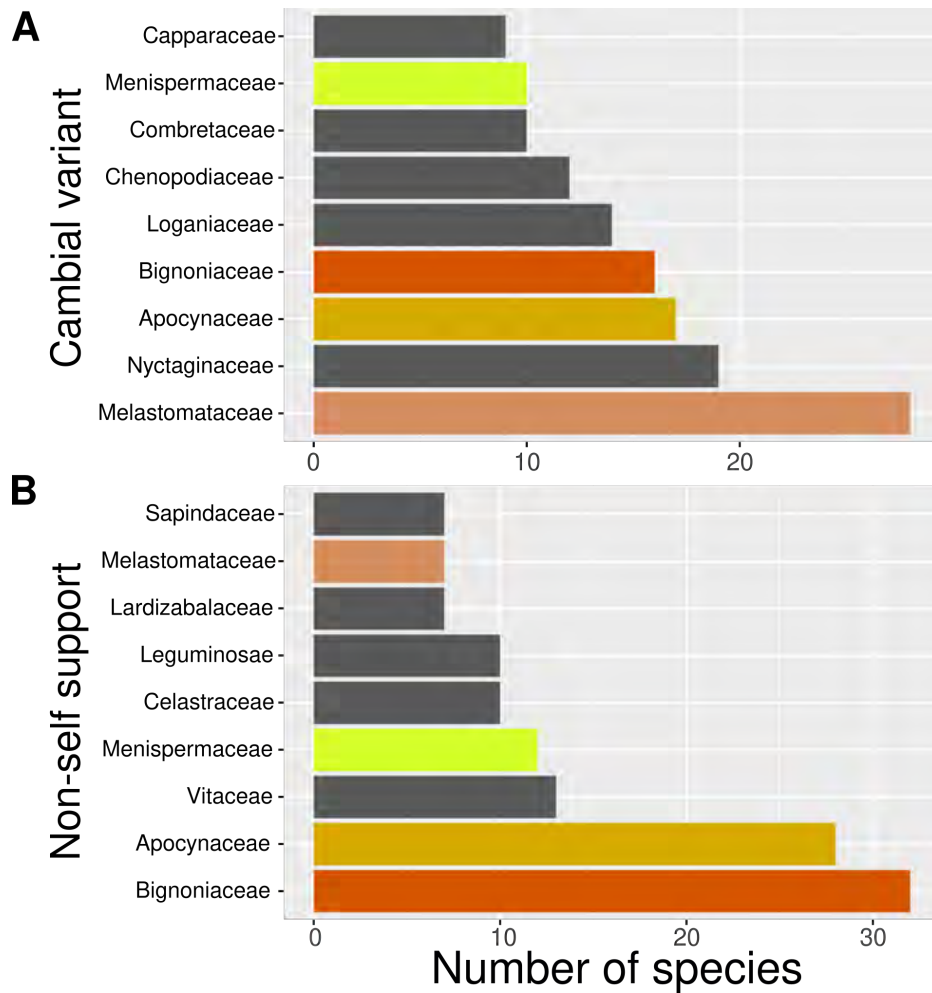 A
Cambial variant
Capparaceae
Menispermaceae
Combretaceae
Chenopodiaceae
Loganiaceae
Bignoniaceae
Apocynaceae
Nyctaginaceae
Melastomataceae
0 10 20
B
Non-self support
Sapindaceae
Melastomataceae
Lardizabalaceae
Leguminosae
Celastraceae
Menispermaceae
Vitaceae
Apocynaceae
Bignoniaceae
0 10 20 30
Number of species